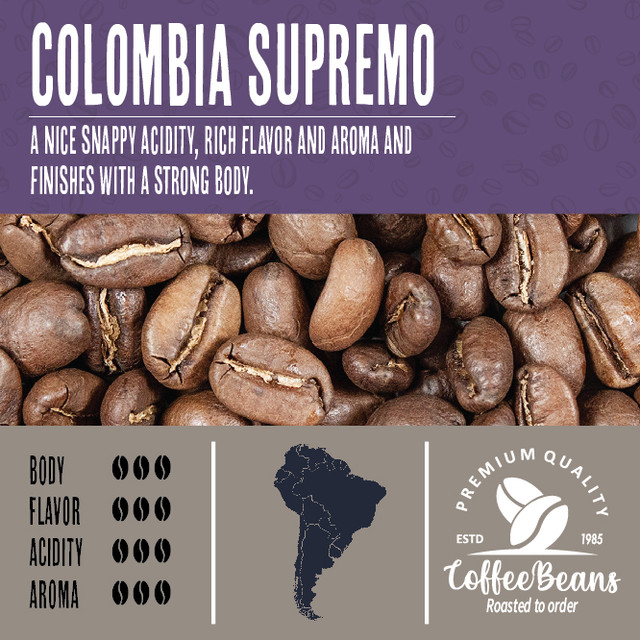 COLOMBIA SUPREMO
A NICE SNAPPY ACIDITY, RICH FLAVOR AND AROMA AND
FINISHES WITH A STRONG BODY.
BODY
FLAVOR
ACIDITY
AROMA
PREMIUM QUALITY
ESTD 1985
CoffeeBeans
Roasted to order